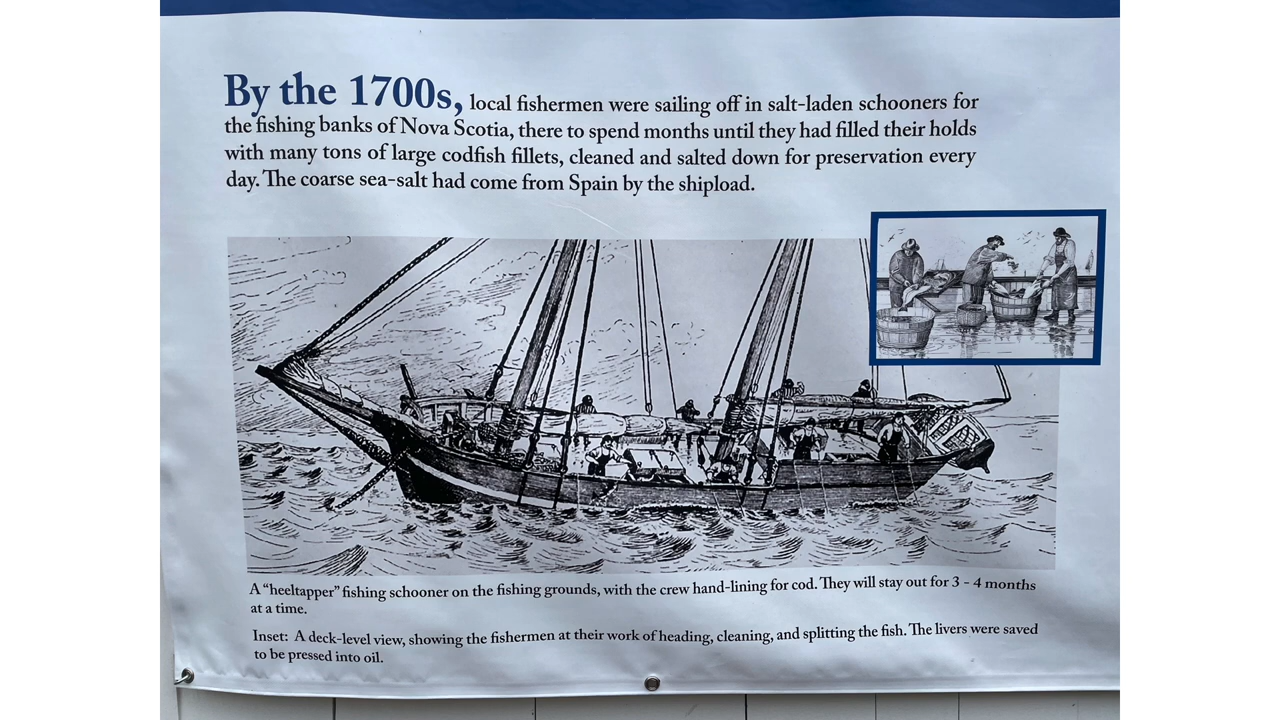 By the 1700s, local fishermen were sailing off in salt-laden schooners for
the fishing banks of Nova Scotia, there to spend months until they had filled their holds
with many tons of large codfish fillets, cleaned and salted down for preservation every
day. The coarse sea-salt had come from Spain by the shipload.
A “heeltapper” fishing schooner on the fishing grounds, with the crew hand-lining for cod. They will stay out for 3 - 4 months
at a time.
Inset: A deck-level view, showing the fishermen at their work of heading, cleaning, and splitting the fish. The livers were saved
to be pressed into oil.